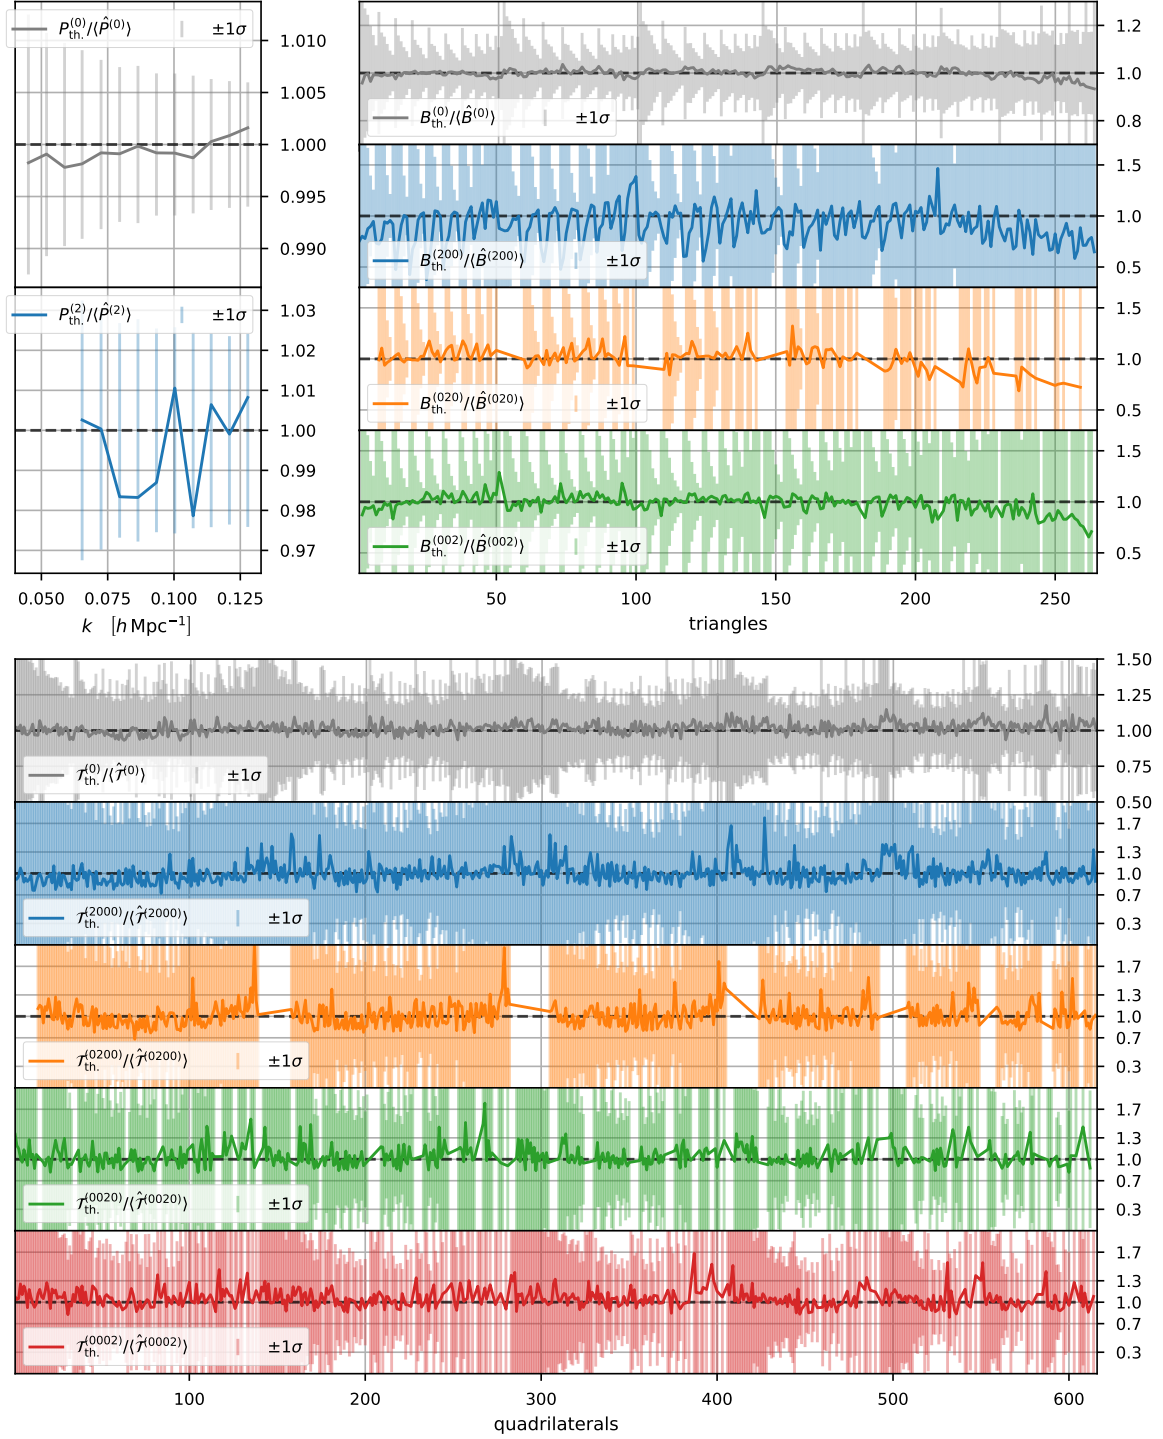 P_th.^(0)/⟨P̂^(0)⟩ ±1σ
1.010
1.005
1.000
0.995
0.990
P_th.^(2)/⟨P̂^(2)⟩ ±1σ
1.03
1.02
1.01
1.00
0.99
0.98
0.97
0.050 0.075 0.100 0.125
k [h Mpc⁻¹]
B_th.^(0)/⟨B̂^(0)⟩ ±1σ
1.2
1.0
0.8
B_th.^(200)/⟨B̂^(200)⟩ ±1σ
1.5
1.0
0.5
B_th.^(020)/⟨B̂^(020)⟩ ±1σ
1.5
1.0
0.5
B_th.^(002)/⟨B̂^(002)⟩ ±1σ
1.5
1.0
0.5
50 100 150 200 250
triangles
T_th.^(0)/⟨T̂^(0)⟩ ±1σ
1.50
1.25
1.00
0.75
0.50
T_th.^(2000)/⟨T̂^(2000)⟩ ±1σ
1.7
1.3
1.0
0.7
0.3
T_th.^(0200)/⟨T̂^(0200)⟩ ±1σ
1.7
1.3
1.0
0.7
0.3
T_th.^(0020)/⟨T̂^(0020)⟩ ±1σ
1.7
1.3
1.0
0.7
0.3
T_th.^(0002)/⟨T̂^(0002)⟩ ±1σ
1.7
1.3
1.0
0.7
0.3
100 200 300 400 500 600
quadrilaterals